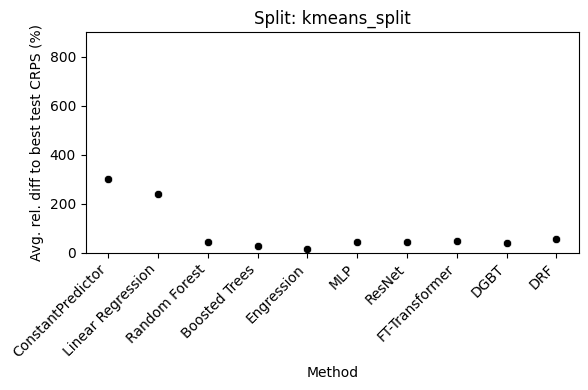 Split: kmeans_split
Avg. rel. diff to best test CRPS (%)
800
600
400
200
0
ConstantPredictor
Linear Regression
Random Forest
Boosted Trees
Engression
MLP
ResNet
FT-Transformer
DGBT
DRF
Method